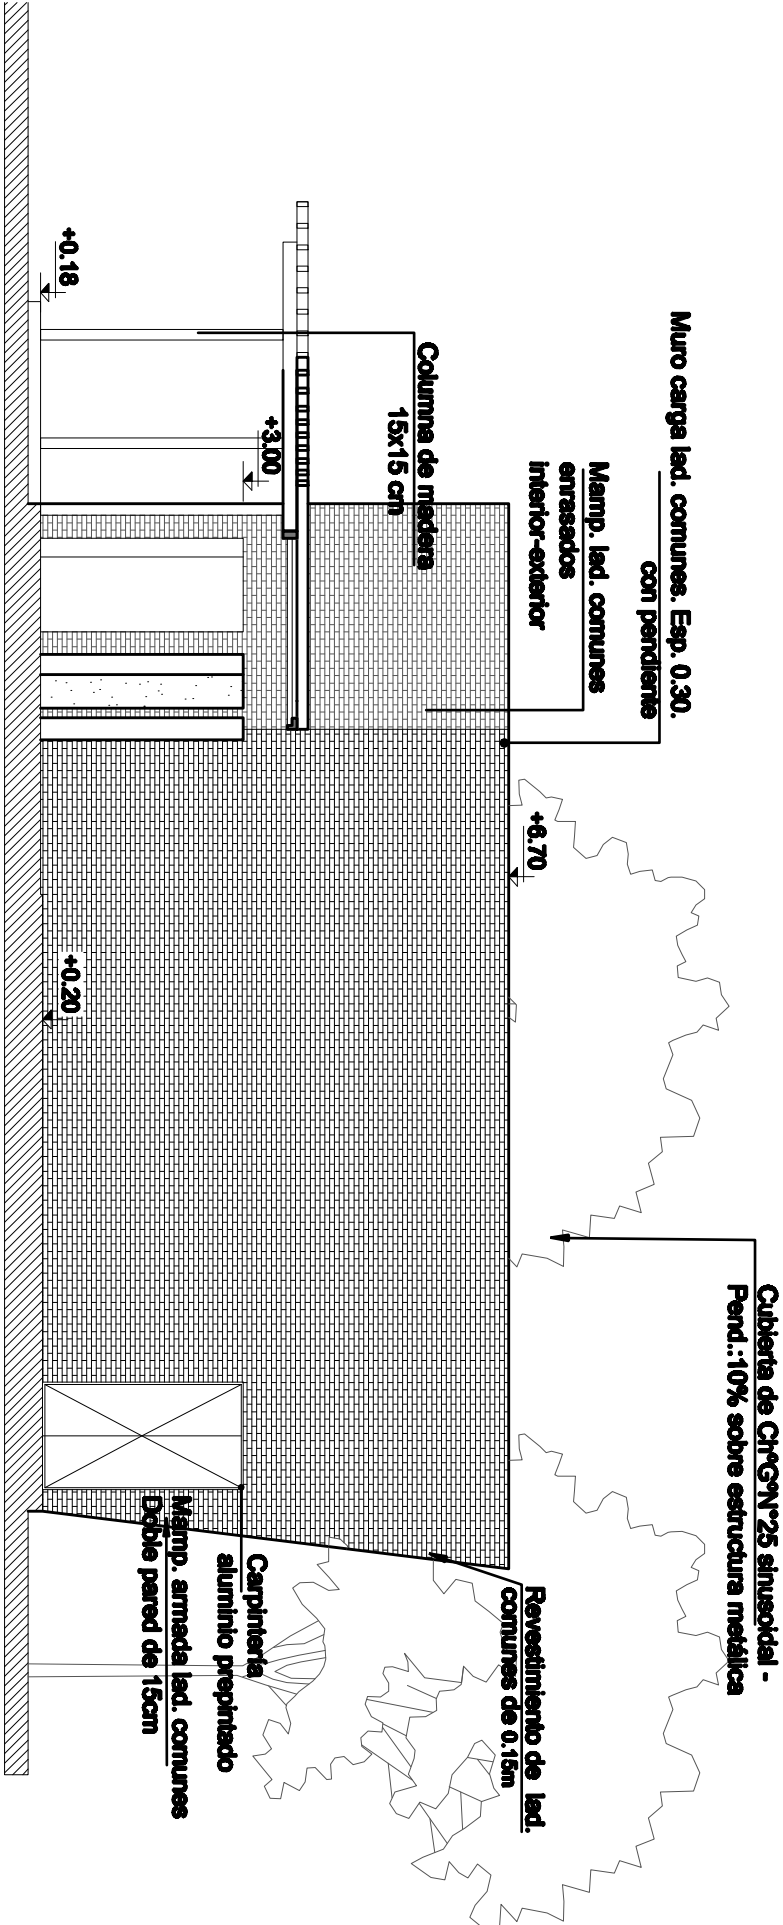 Cubierta de ChºGºN°25 sinusoidal -
Pend.:10% sobre estructura metálica
Muro carga lad. comunes. Esp. 0.30.
con pendiente
Mamp. lad. comunes
enrasados
interior-exterior
Columna de madera
15x15 cm
+6.70
+3.00
+0.18
+0.20
Revestimiento de lad.
comunes de 0.15m
Carpintería
aluminio prepintado
Mamp. armada lad. comunes
Doble pared de 15cm